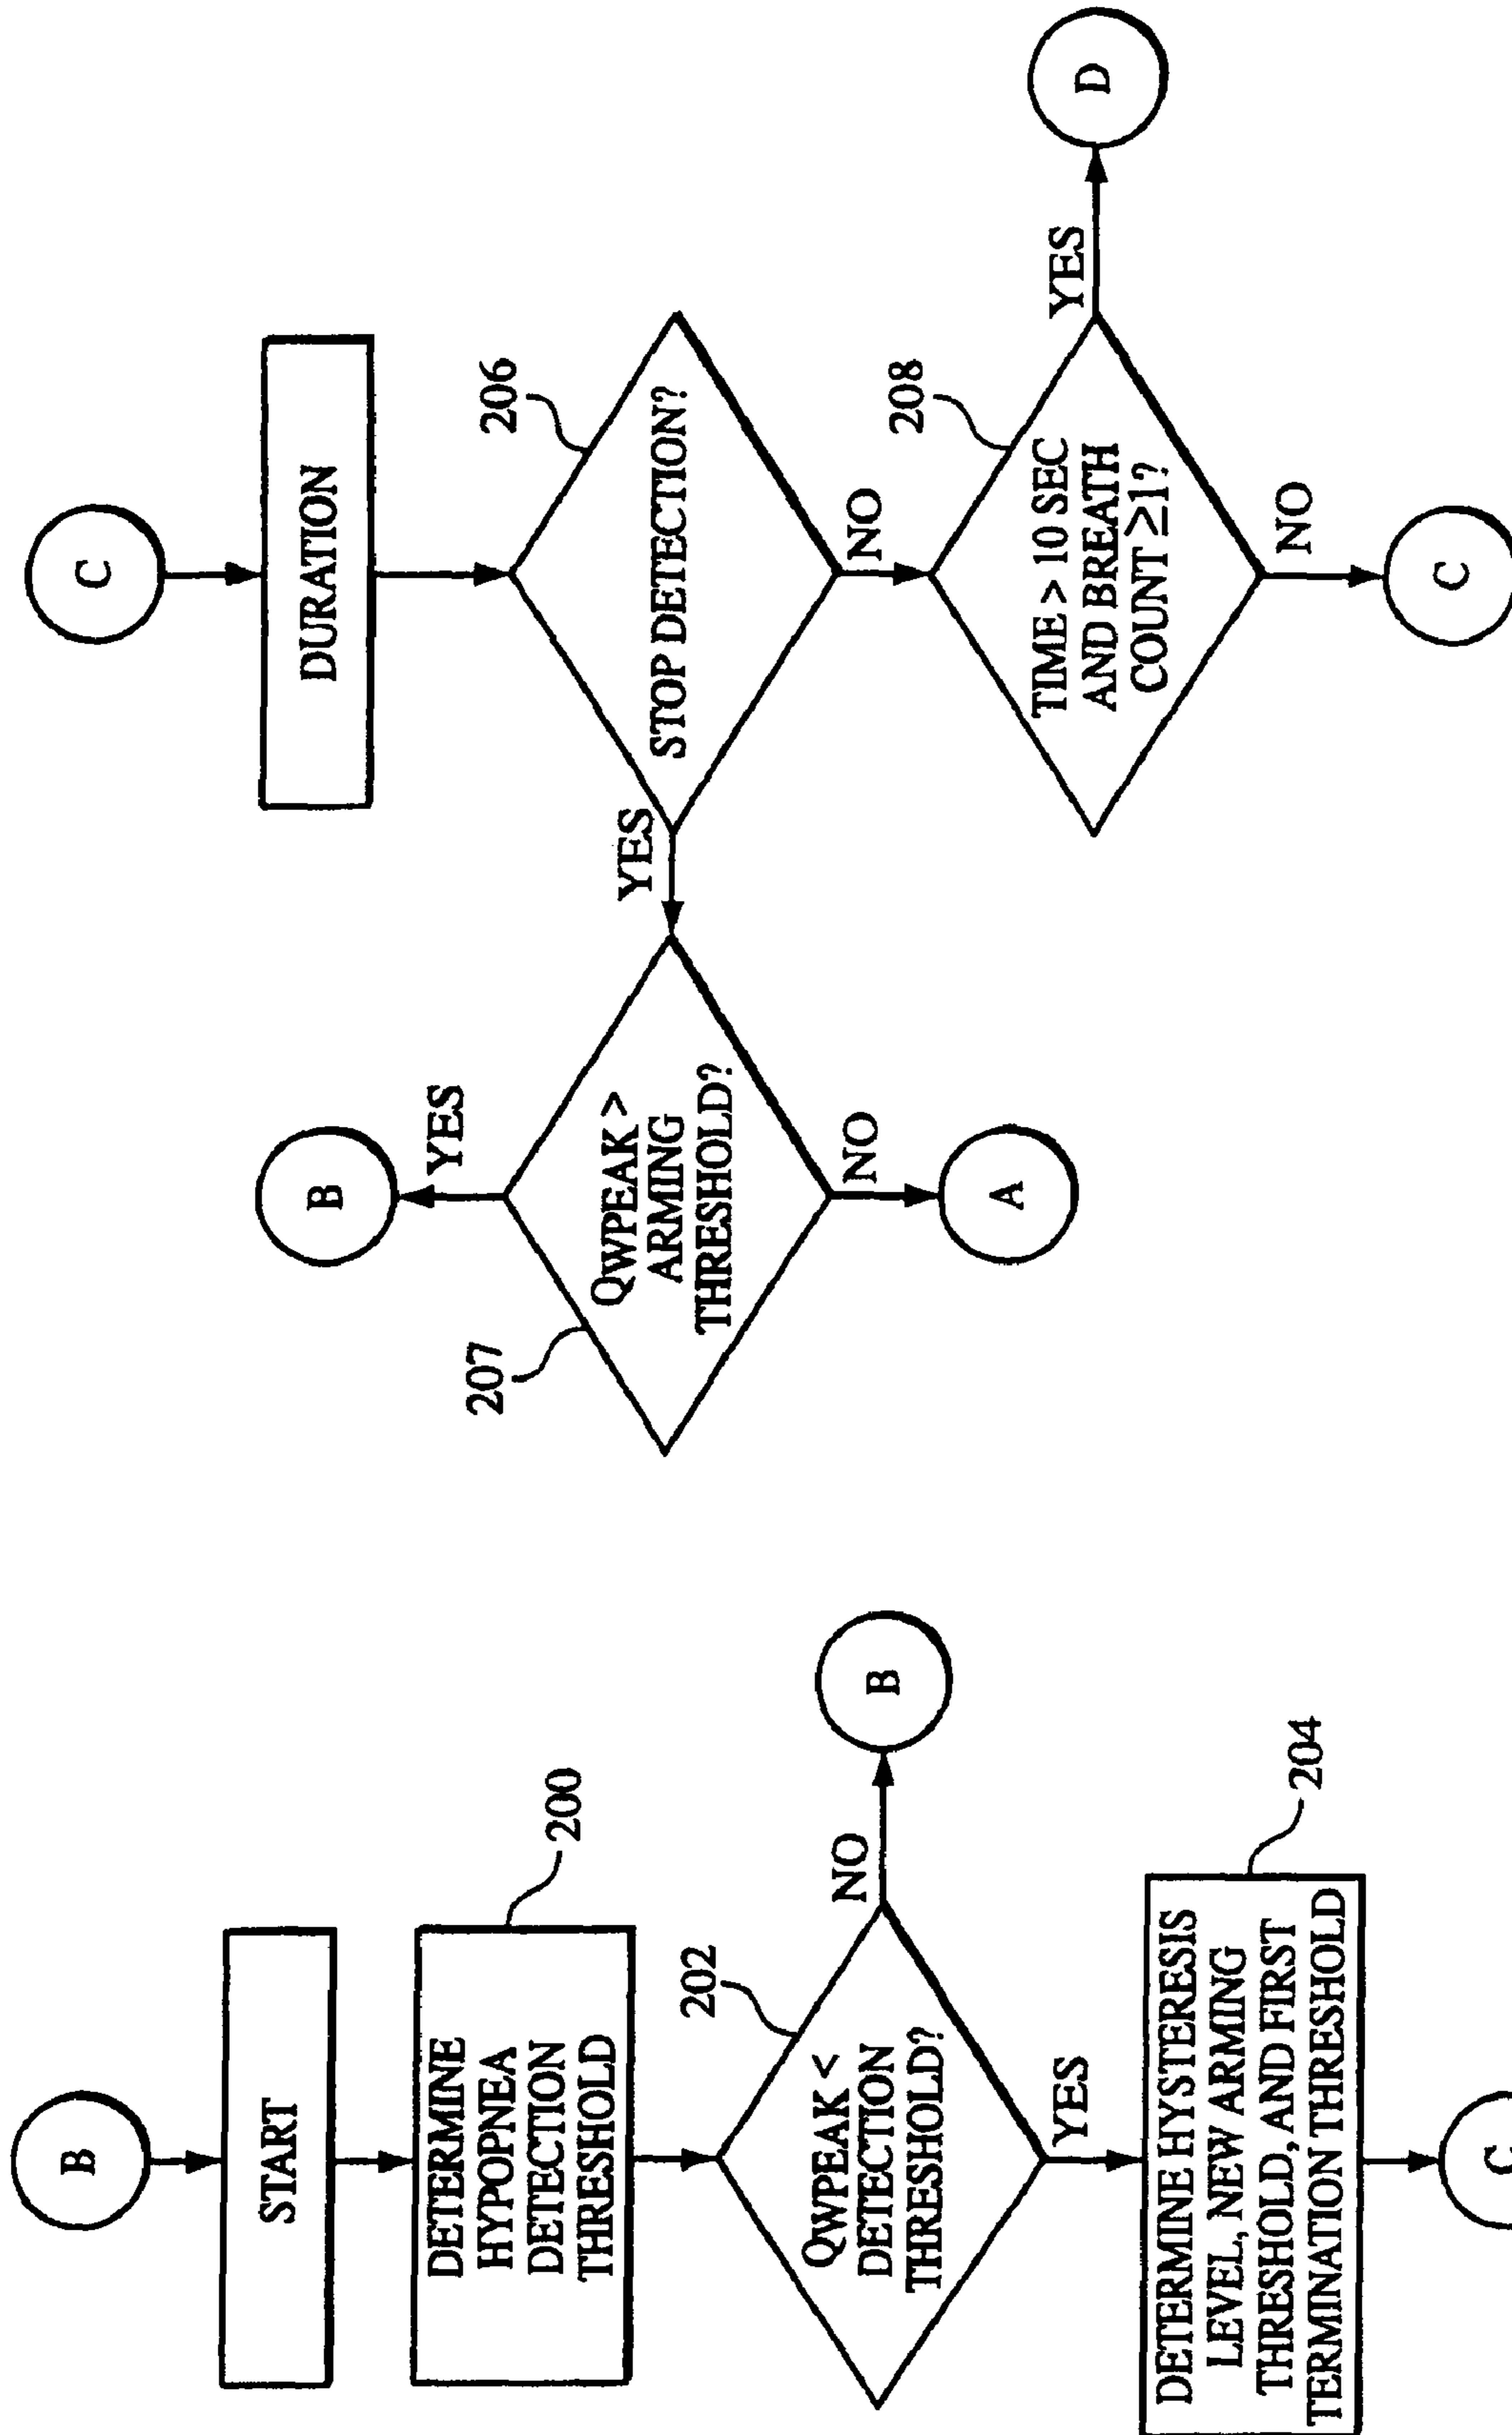 B
START
DETERMINE
HYPOPNEA
DETECTION
THRESHOLD
200
QWPEAK <
DETECTION
THRESHOLD?
202
NO
B
YES
DETERMINE HYSTERESIS
LEVEL, NEW ARMING
THRESHOLD, AND FIRST
TERMINATION THRESHOLD
204
C
C
DURATION
STOP DETECTION?
206
YES
QWPEAK >
ARMING
THRESHOLD?
207
YES
B
NO
A
NO
TIME > 10 SEC
AND BREATH
COUNT ≥1?
208
YES
D
NO
C